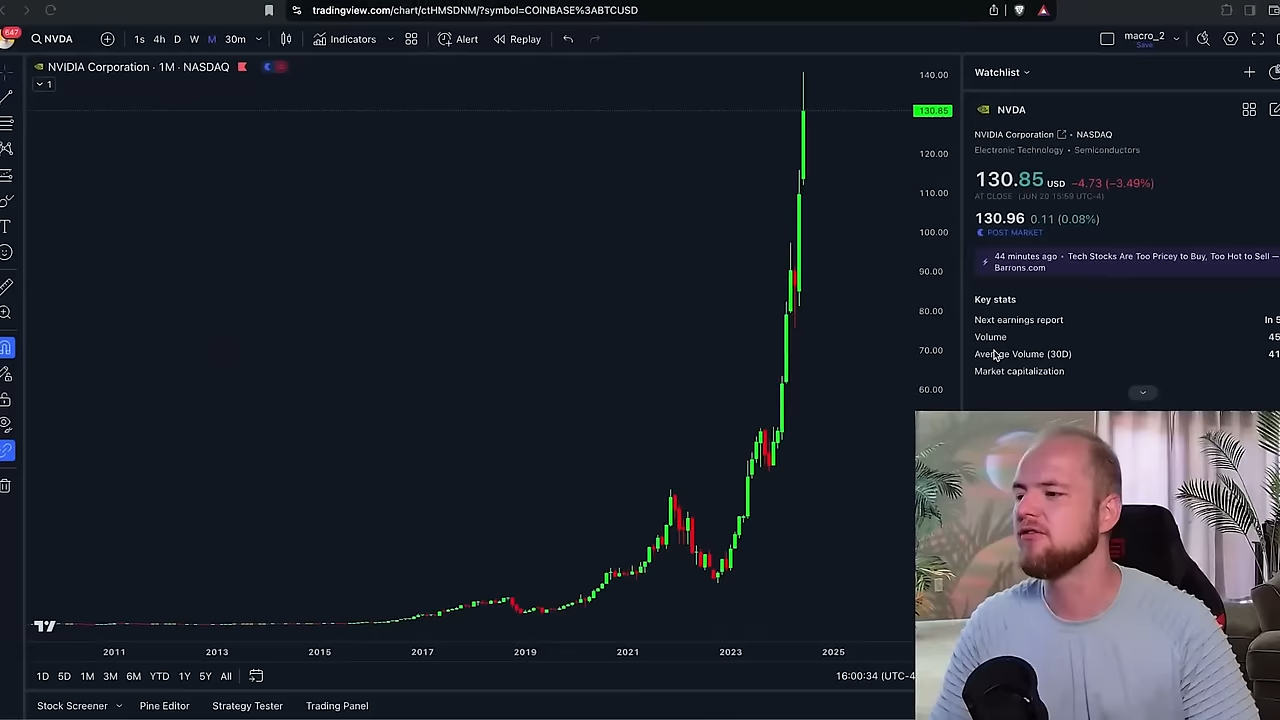 tradingview.com/chart/ctHMSDNM/?symbol=COINBASE%3ABTCUSD
647
NVDA
1s 4h D W M 30m
Indicators
Alert
Replay
macro_2
Save
NVIDIA Corporation · 1M · NASDAQ
1
140.00
130.85
120.00
110.00
100.00
90.00
80.00
70.00
60.00
Watchlist
NVDA
NVIDIA Corporation • NASDAQ
Electronic Technology • Semiconductors
130.85 USD −4.73 (−3.49%)
AT CLOSE (JUN 20 15:59 UTC-4)
130.96 0.11 (0.08%)
POST MARKET
44 minutes ago • Tech Stocks Are Too Pricey to Buy, Too Hot to Sell —
Barrons.com
Key stats
Next earnings report In 5
Volume 45
Average Volume (30D) 41
Market capitalization
2011 2013 2015 2017 2019 2021 2023 2025
1D 5D 1M 3M 6M YTD 1Y 5Y All
16:00:34 (UTC-4
Stock Screener Pine Editor Strategy Tester Trading Panel